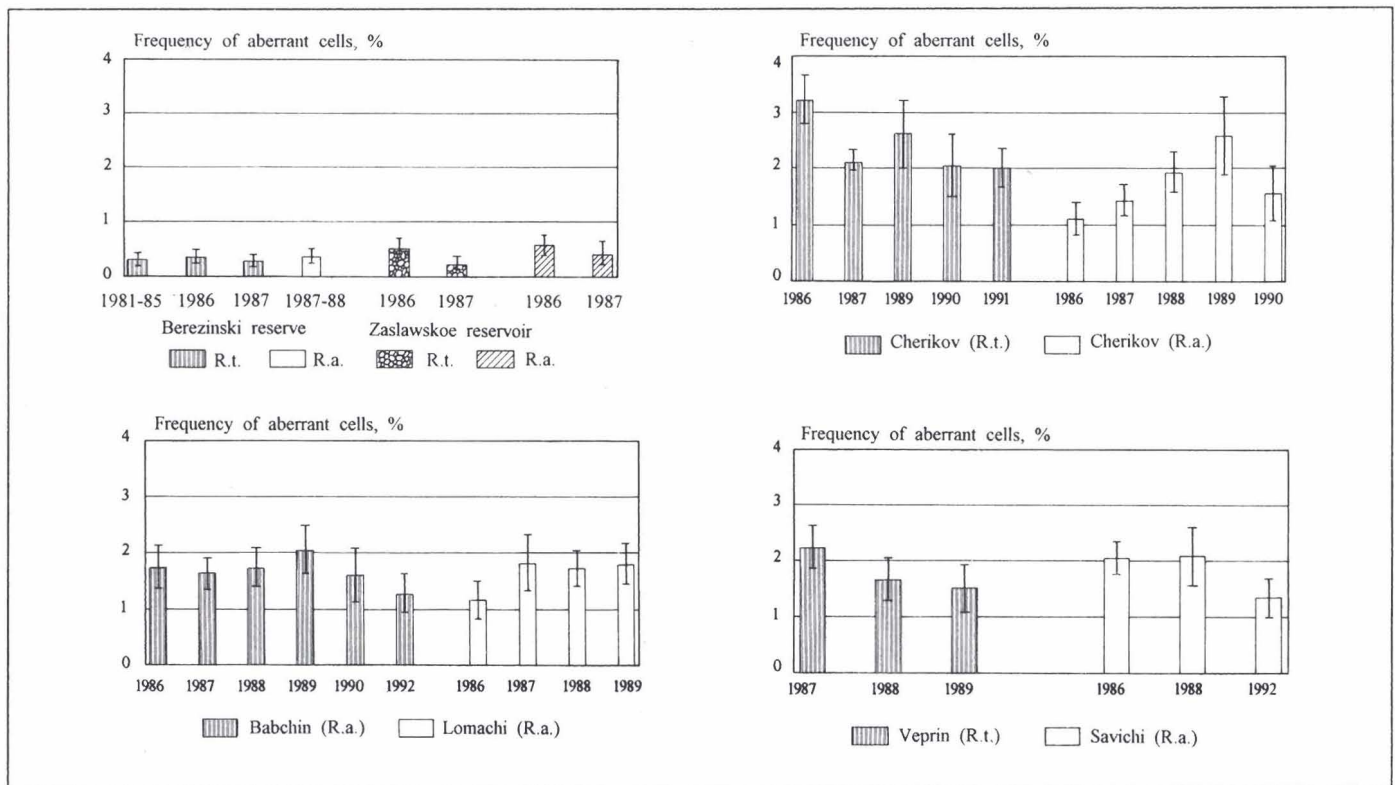 Frequency of aberrant cells, %
4
3
2
1
0
1981-85 1986 1987 1987-88 1986 1987 1986 1987
Berezinski reserve Zaslawskoe reservoir
R.t. R.a. R.t. R.a.
Frequency of aberrant cells, %
4
3
2
1
0
1986 1987 1989 1990 1991 1986 1987 1988 1989 1990
Cherikov (R.t.) Cherikov (R.a.)
Frequency of aberrant cells, %
4
3
2
1
0
1986 1987 1988 1989 1990 1992 1986 1987 1988 1989
Babchin (R.a.) Lomachi (R.a.)
Frequency of aberrant cells, %
4
3
2
1
0
1987 1988 1989 1986 1988 1992
Veprin (R.t.) Savichi (R.a.)